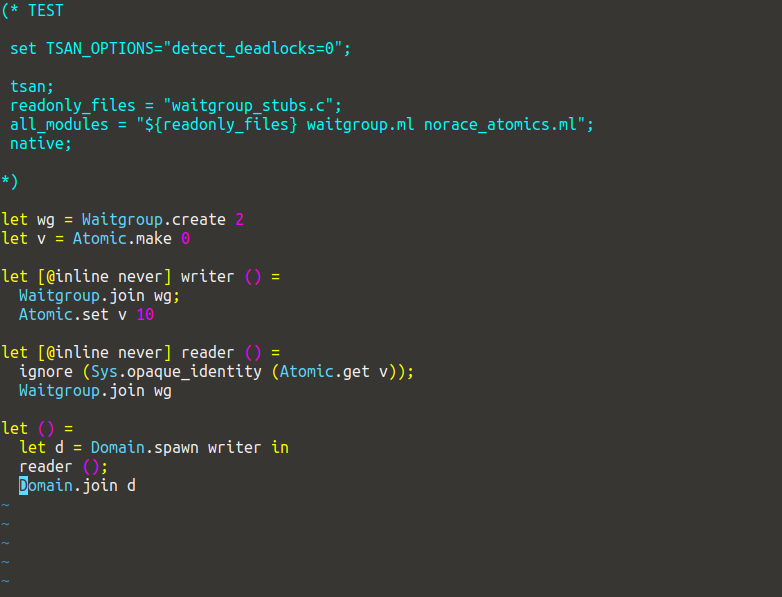 (* TEST

 set TSAN_OPTIONS="detect_deadlocks=0";

 tsan;
 readonly_files = "waitgroup_stubs.c";
 all_modules = "${readonly_files} waitgroup.ml norace_atomics.ml";
 native;

*)

let wg = Waitgroup.create 2
let v = Atomic.make 0

let [@inline never] writer () =
  Waitgroup.join wg;
  Atomic.set v 10

let [@inline never] reader () =
  ignore (Sys.opaque_identity (Atomic.get v));
  Waitgroup.join wg

let () =
  let d = Domain.spawn writer in
  reader ();
  Domain.join d
~
~
~
~
~